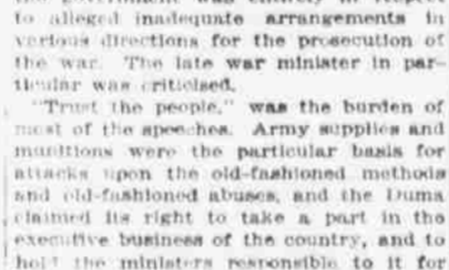 the government was entirely in respect
to alleged inadequate arrangements in
various directions for the prosecution of
the war. The late war minister in par-
ticular was criticised.
"Trust the people," was the burden of
most of the speeches. Army supplies and
munitions were the particular basis for
attacks upon the old-fashioned methods
and old-fashioned abuses, and the Duma
claimed its right to take a part in the
executive business of the country, and to
hold the ministers responsible to it for